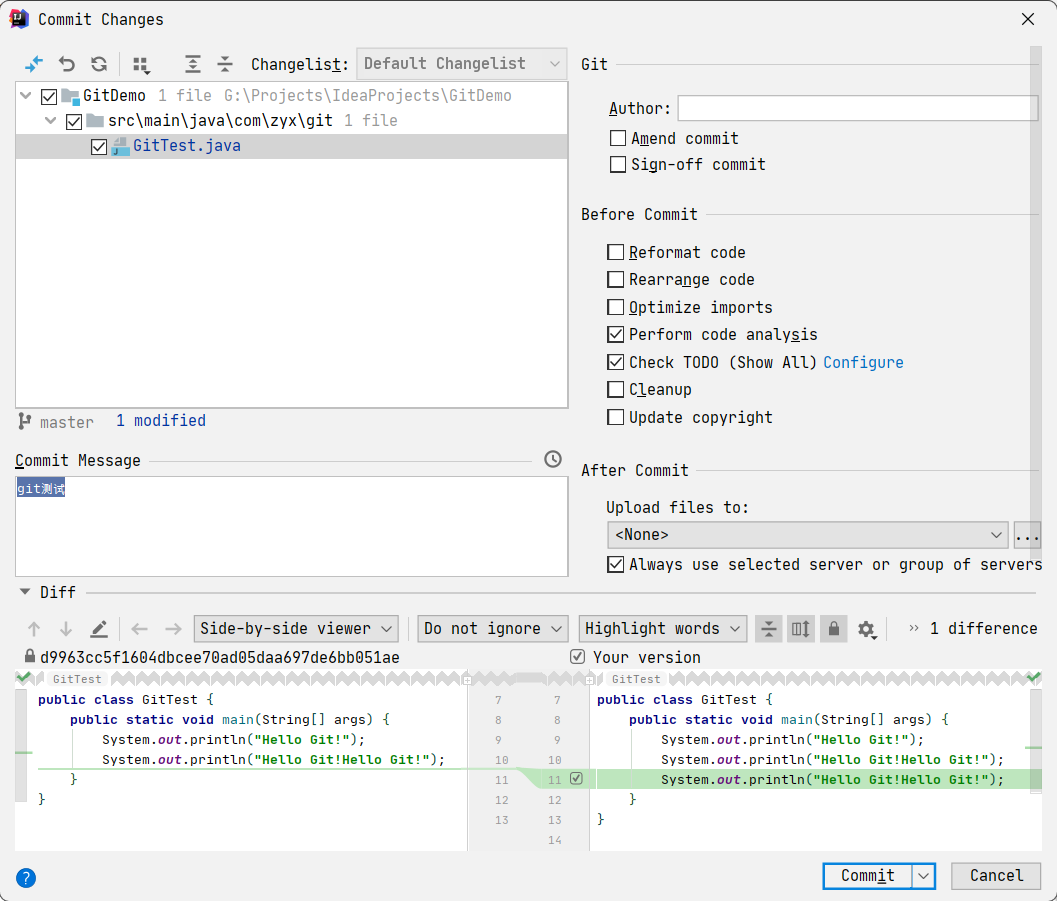 Commit Changes
Changelist: Default Changelist
GitDemo 1 file G:\Projects\IdeaProjects\GitDemo
src\main\java\com\zyx\git 1 file
GitTest.java
master 1 modified
Commit Message
git测试
Git
Author:
Amend commit
Sign-off commit
Before Commit
Reformat code
Rearrange code
Optimize imports
Perform code analysis
Check TODO (Show All) Configure
Cleanup
Update copyright
After Commit
Upload files to:
<None>
...
Always use selected server or group of servers
Diff
Side-by-side viewer Do not ignore Highlight words » 1 difference
d9963cc5f1604dbcee70ad05daa697de6bb051ae
GitTest
public class GitTest { 7
public static void main(String[] args) { 8
System.out.println("Hello Git!"); 9
System.out.println("Hello Git!Hello Git!"); 10
} 11
} 12
13
Your version
GitTest
7 public class GitTest {
8 public static void main(String[] args) {
9 System.out.println("Hello Git!");
10 System.out.println("Hello Git!Hello Git!");
11 System.out.println("Hello Git!Hello Git!");
12 }
13 }
14
? Commit Cancel